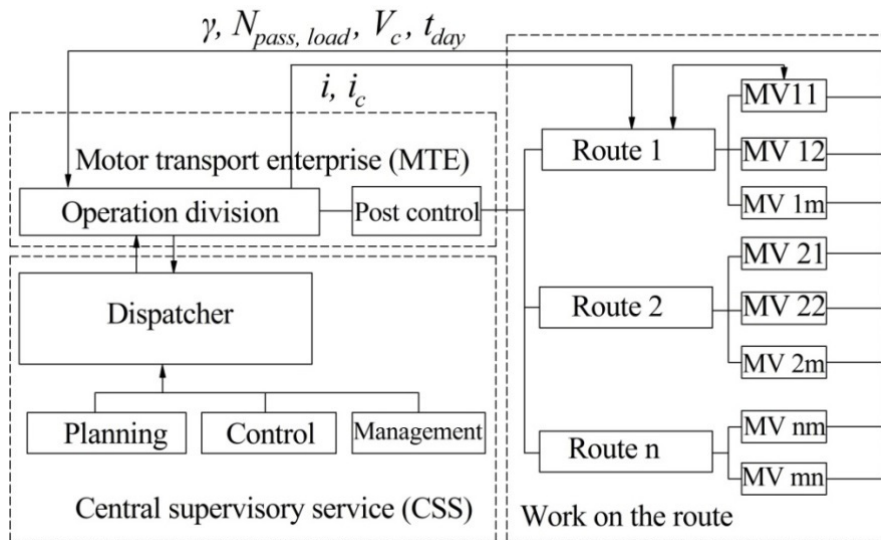 γ, N_pass, load, V_c, t_day
i, i_c
Motor transport enterprise (MTE)
Operation division
Post control
Dispatcher
Planning
Control
Management
Central supervisory service (CSS)
Route 1
MV11
MV 12
MV 1m
Route 2
MV 21
MV 22
MV 2m
Route n
MV nm
MV mn
Work on the route